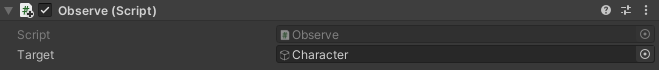 Observe (Script)
Script Observe
Target Character